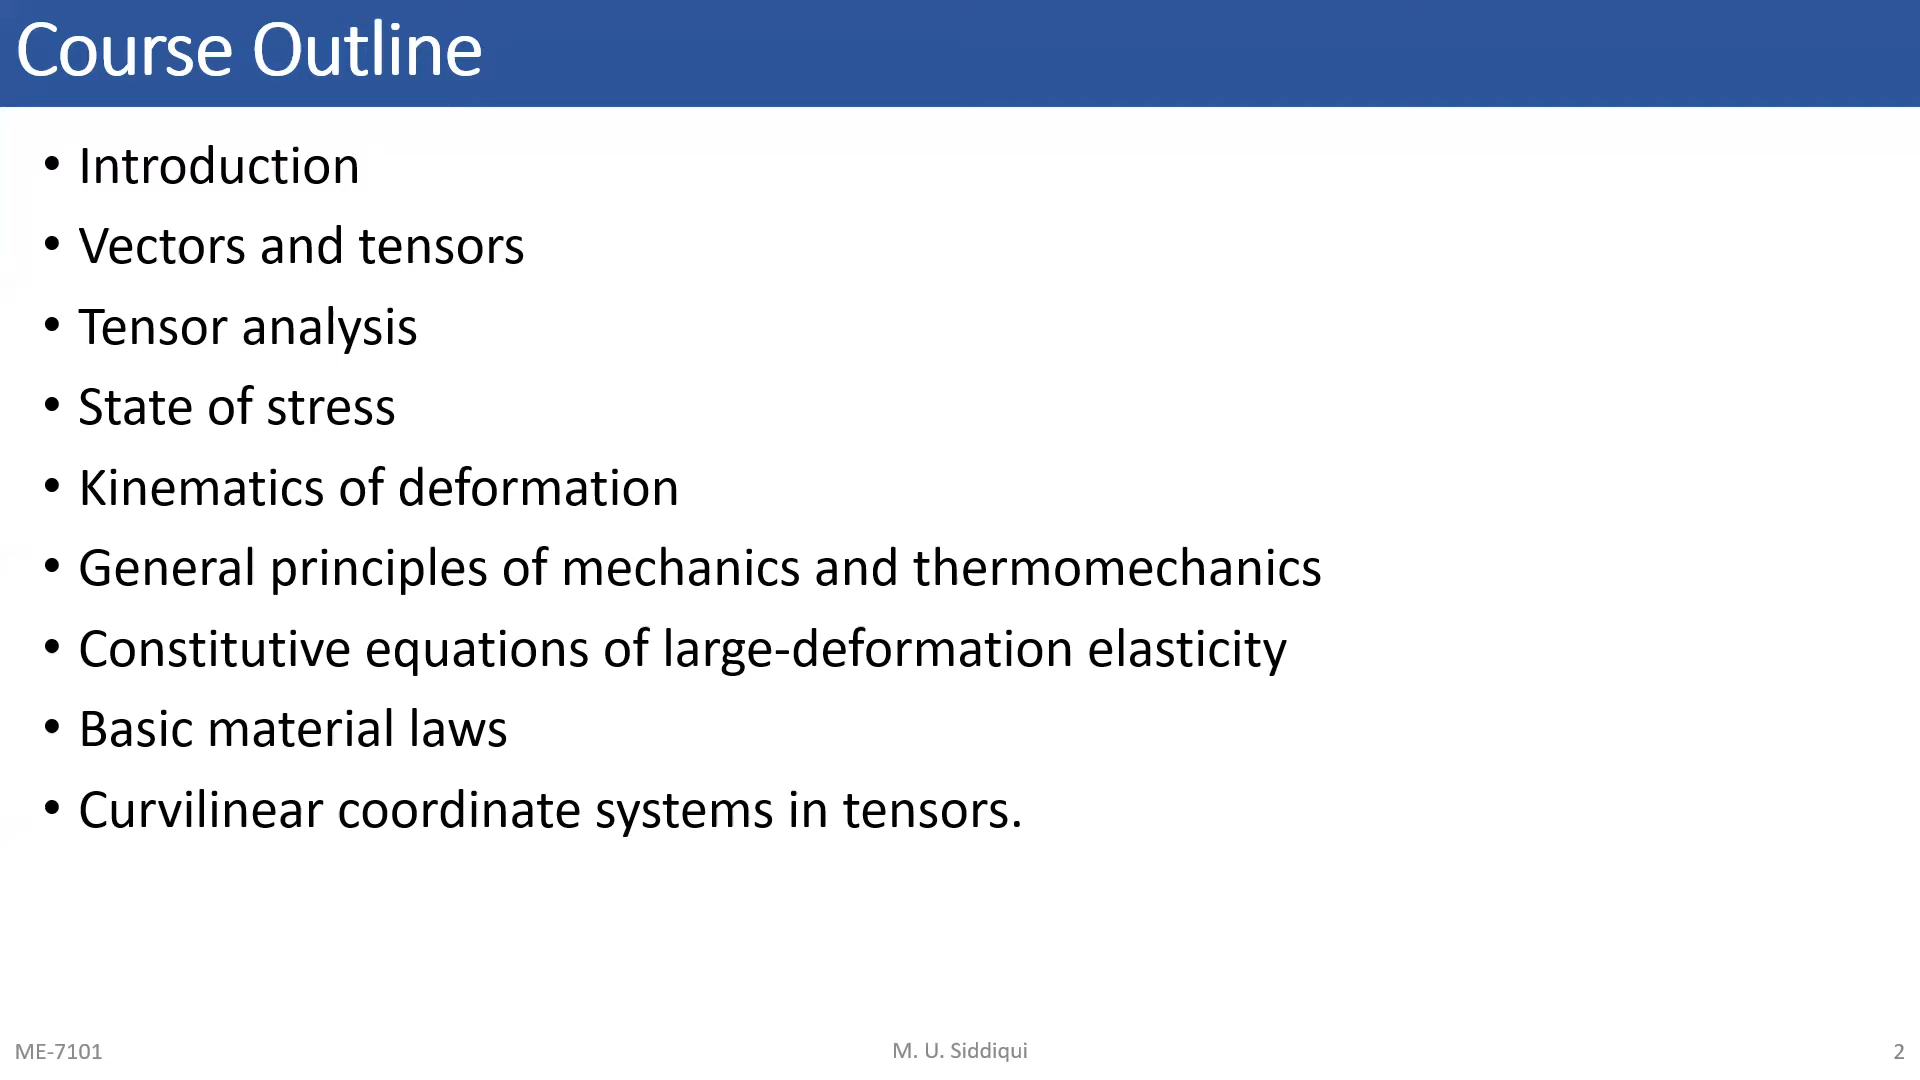 Course Outline
• Introduction
• Vectors and tensors
• Tensor analysis
• State of stress
• Kinematics of deformation
• General principles of mechanics and thermomechanics
• Constitutive equations of large-deformation elasticity
• Basic material laws
• Curvilinear coordinate systems in tensors.
ME-7101
M. U. Siddiqui
2